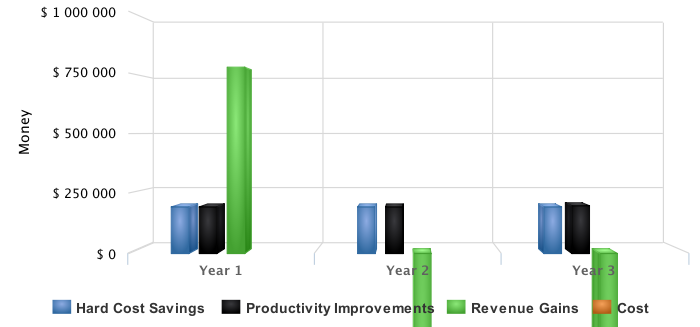 $ 1 000 000
$ 750 000
Money
$ 500 000
$ 250 000
$ 0
Year 1 Year 2 Year 3
Hard Cost Savings Productivity Improvements Revenue Gains Cost